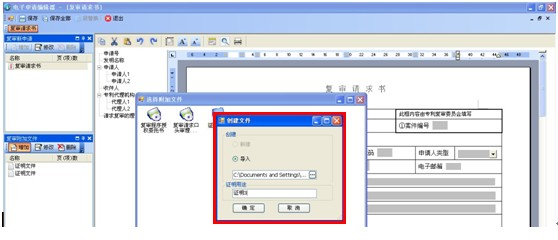 电子申请编辑器 - [复审请求书]
保存 保存全部 退出
复审请求书
复审新申请
增加 修改 删除
名称 页(项)数
复审请求书
复审附加文件
增加 修改 删除
名称 页(项)数
证明文件
证明文件
申请号
发明名称
申请人
申请人1
申请人2
收件人
专利代理机构
代理人1
代理人2
请求复审的理
选择附加文件
复审程序授
权委托书
复审请求口
头审理
创建文件
创建
新建
导入
C:\Documents and Settings\...
证明用途
证明1
确 定 取 消
复 审 请 求 书
此框内容由专利复审委员会填写
①案件编号
申请人类型
电子邮箱